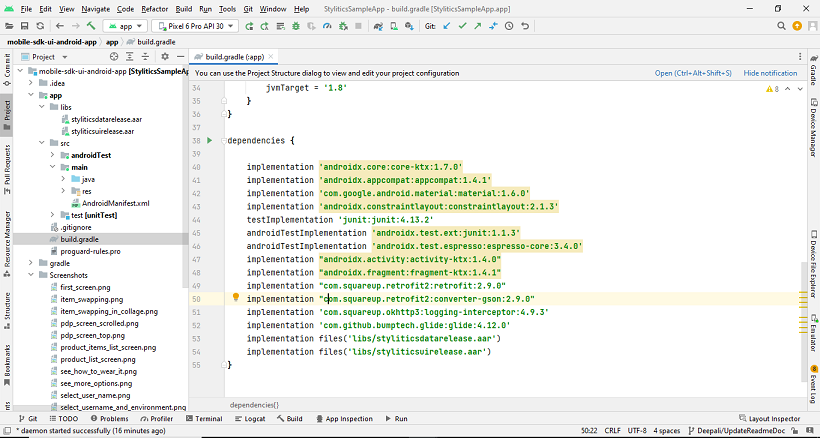 File Edit View Navigate Code Refactor Build Run Tools Git Window Help StyliticsSampleApp - build.gradle (StyliticsSampleApp.app)
app Pixel 6 Pro API 30 Git:
mobile-sdk-ui-android-app app build.gradle
Project
build.gradle (:app)
mobile-sdk-ui-android-app [StyliticsSampleA
.idea
app
libs
styliticsdatarelease.aar
styliticsuirelease.aar
src
androidTest
main
java
res
AndroidManifest.xml
test [unitTest]
.gitignore
build.gradle
proguard-rules.pro
gradle
Screenshots
first_screen.png
item_swapping.png
item_swapping_in_collage.png
pdp_screen_scrolled.png
pdp_screen_top.png
product_items_list_screen.png
product_list_screen.png
see_how_to_wear_it.png
see_more_options.png
select_user_name.png
select_username_and_environment.png
Commit
Project
Pull Requests
Resource Manager
Structure
Bookmarks
nts
You can use the Project Structure dialog to view and edit your project configuration Open (Ctrl+Alt+Shift+S) Hide notification
8
34 jvmTarget = '1.8'
35 }
36 }
37
38 dependencies {
39
40 implementation 'androidx.core:core-ktx:1.7.0'
41 implementation 'androidx.appcompat:appcompat:1.4.1'
42 implementation 'com.google.android.material:material:1.6.0'
43 implementation 'androidx.constraintlayout:constraintlayout:2.1.3'
44 testImplementation 'junit:junit:4.13.2'
45 androidTestImplementation 'androidx.test.ext:junit:1.1.3'
46 androidTestImplementation 'androidx.test.espresso:espresso-core:3.4.0'
47 implementation "androidx.activity:activity-ktx:1.4.0"
48 implementation "androidx.fragment:fragment-ktx:1.4.1"
49 implementation "com.squareup.retrofit2:retrofit:2.9.0"
50 implementation "com.squareup.retrofit2:converter-gson:2.9.0"
51 implementation 'com.squareup.okhttp3:logging-interceptor:4.9.3'
52 implementation 'com.github.bumptech.glide:glide:4.12.0'
53 implementation files('libs/styliticsdatarelease.aar')
54 implementation files('libs/styliticsuirelease.aar')
55 }
dependencies{}
Gradle
Device Manager
Device File Explorer
Emulator
8 Event Log
Git TODO Problems Profiler Terminal Logcat Build App Inspection Run Layout Inspector
* daemon started successfully (16 minutes ago) 50:22 CRLF UTF-8 4 spaces Deepali/UpdateReadmeDoc